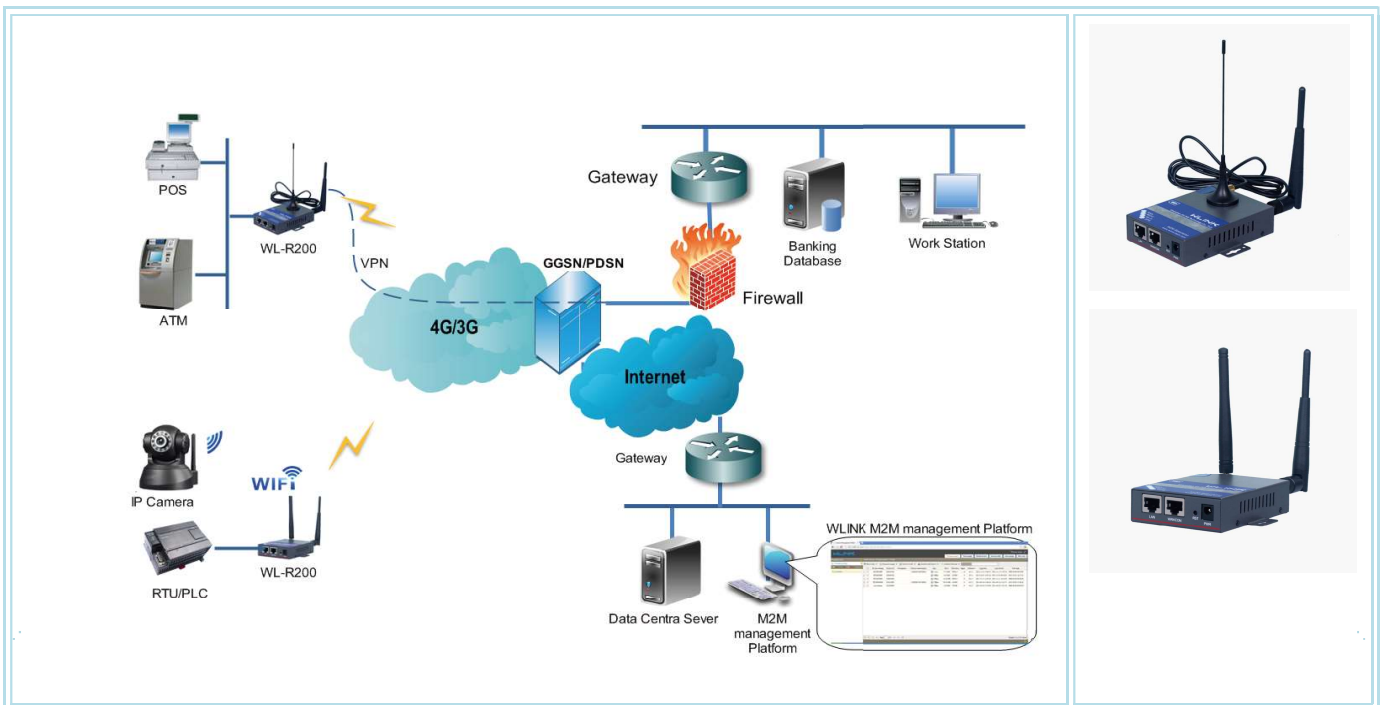 POS
WL-R200
ATM
VPN
4G/3G
GGSN/PDSN
Gateway
Firewall
Banking
Database
Work Station
Internet
Gateway
IP Camera
WIFI
RTU/PLC
WL-R200
Data Centra Sever
M2M
management
Platform
WLINK M2M management Platform
WLINK
LAN